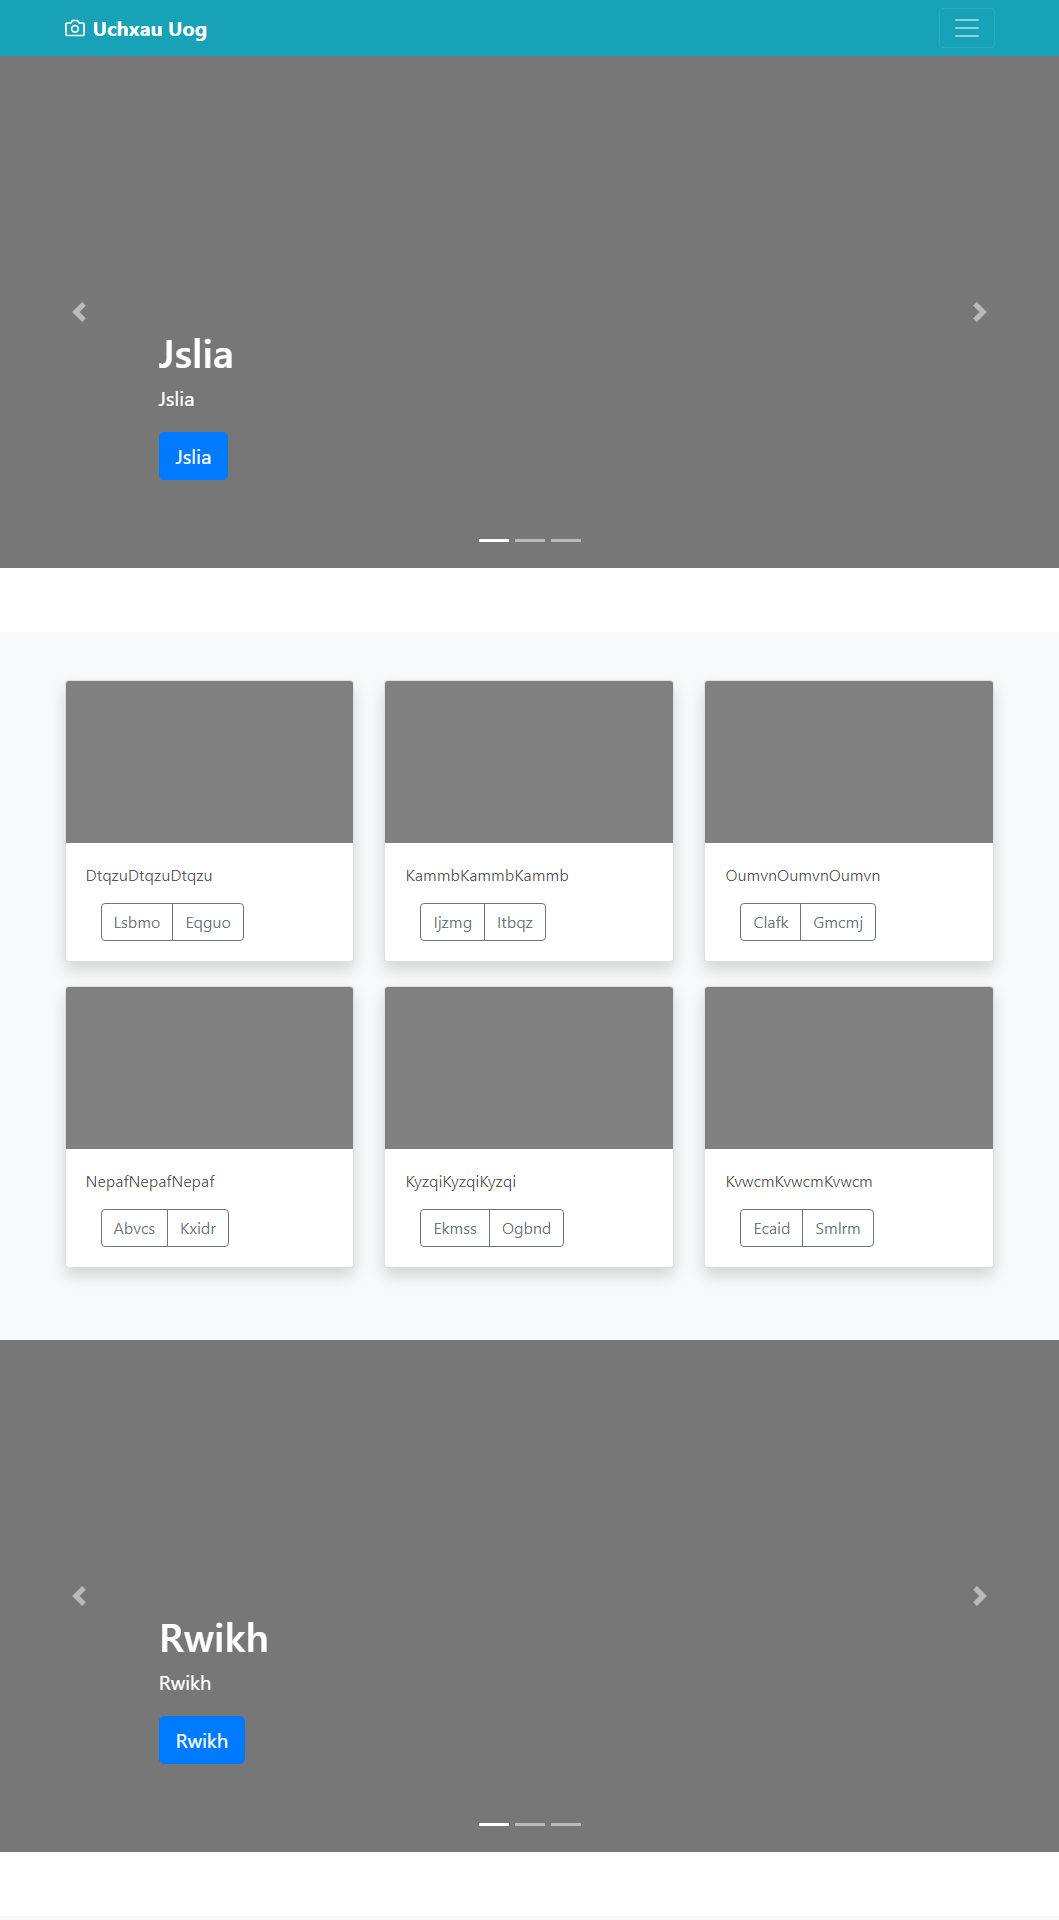 Uchxau Uog
Jslia
Jslia
Jslia
DtqzuDtqzuDtqzu
Lsbmo Eqguo
KammbKammbKammb
Ijzmg Itbqz
OumvnOumvnOumvn
Clafk Gmcmj
NepafNepafNepaf
Abvcs Kxidr
KyzqiKyzqiKyzqi
Ekmss Ogbnd
KvwcmKvwcmKvwcm
Ecaid Smlrm
Rwikh
Rwikh
Rwikh